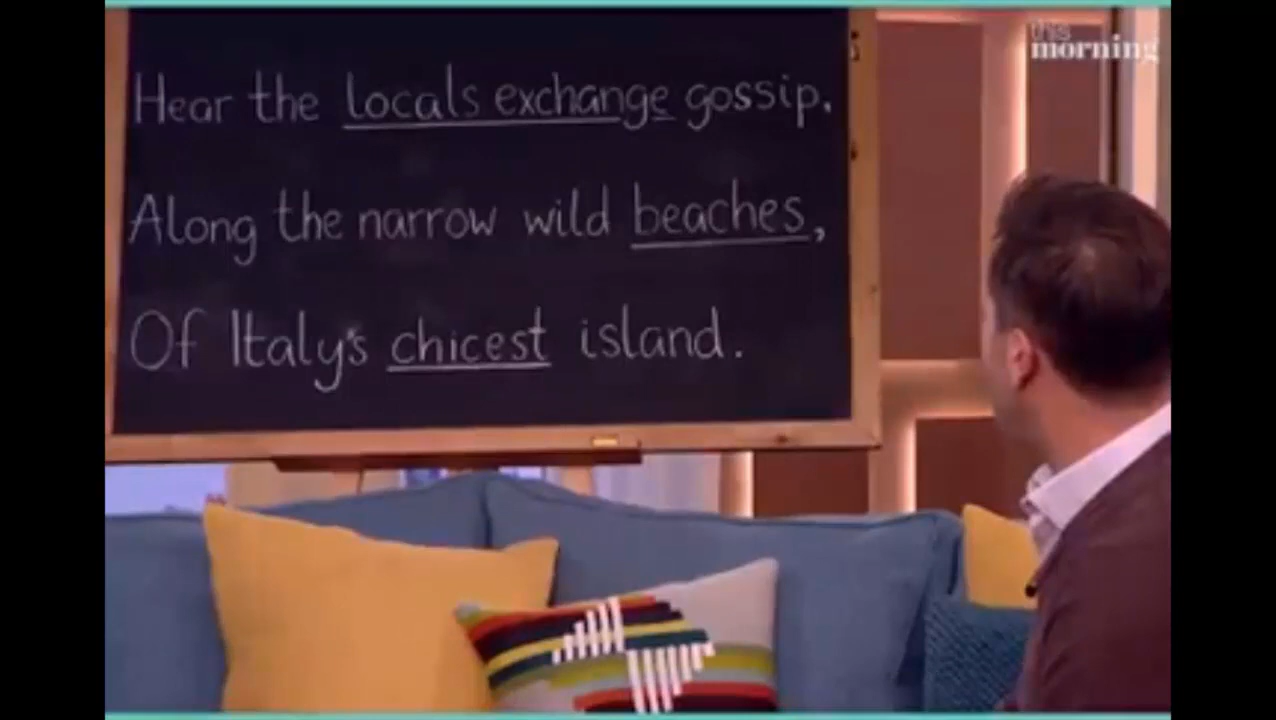 this
morning
Hear the locals exchange gossip.
Along the narrow wild beaches,
Of Italy's chicest island.